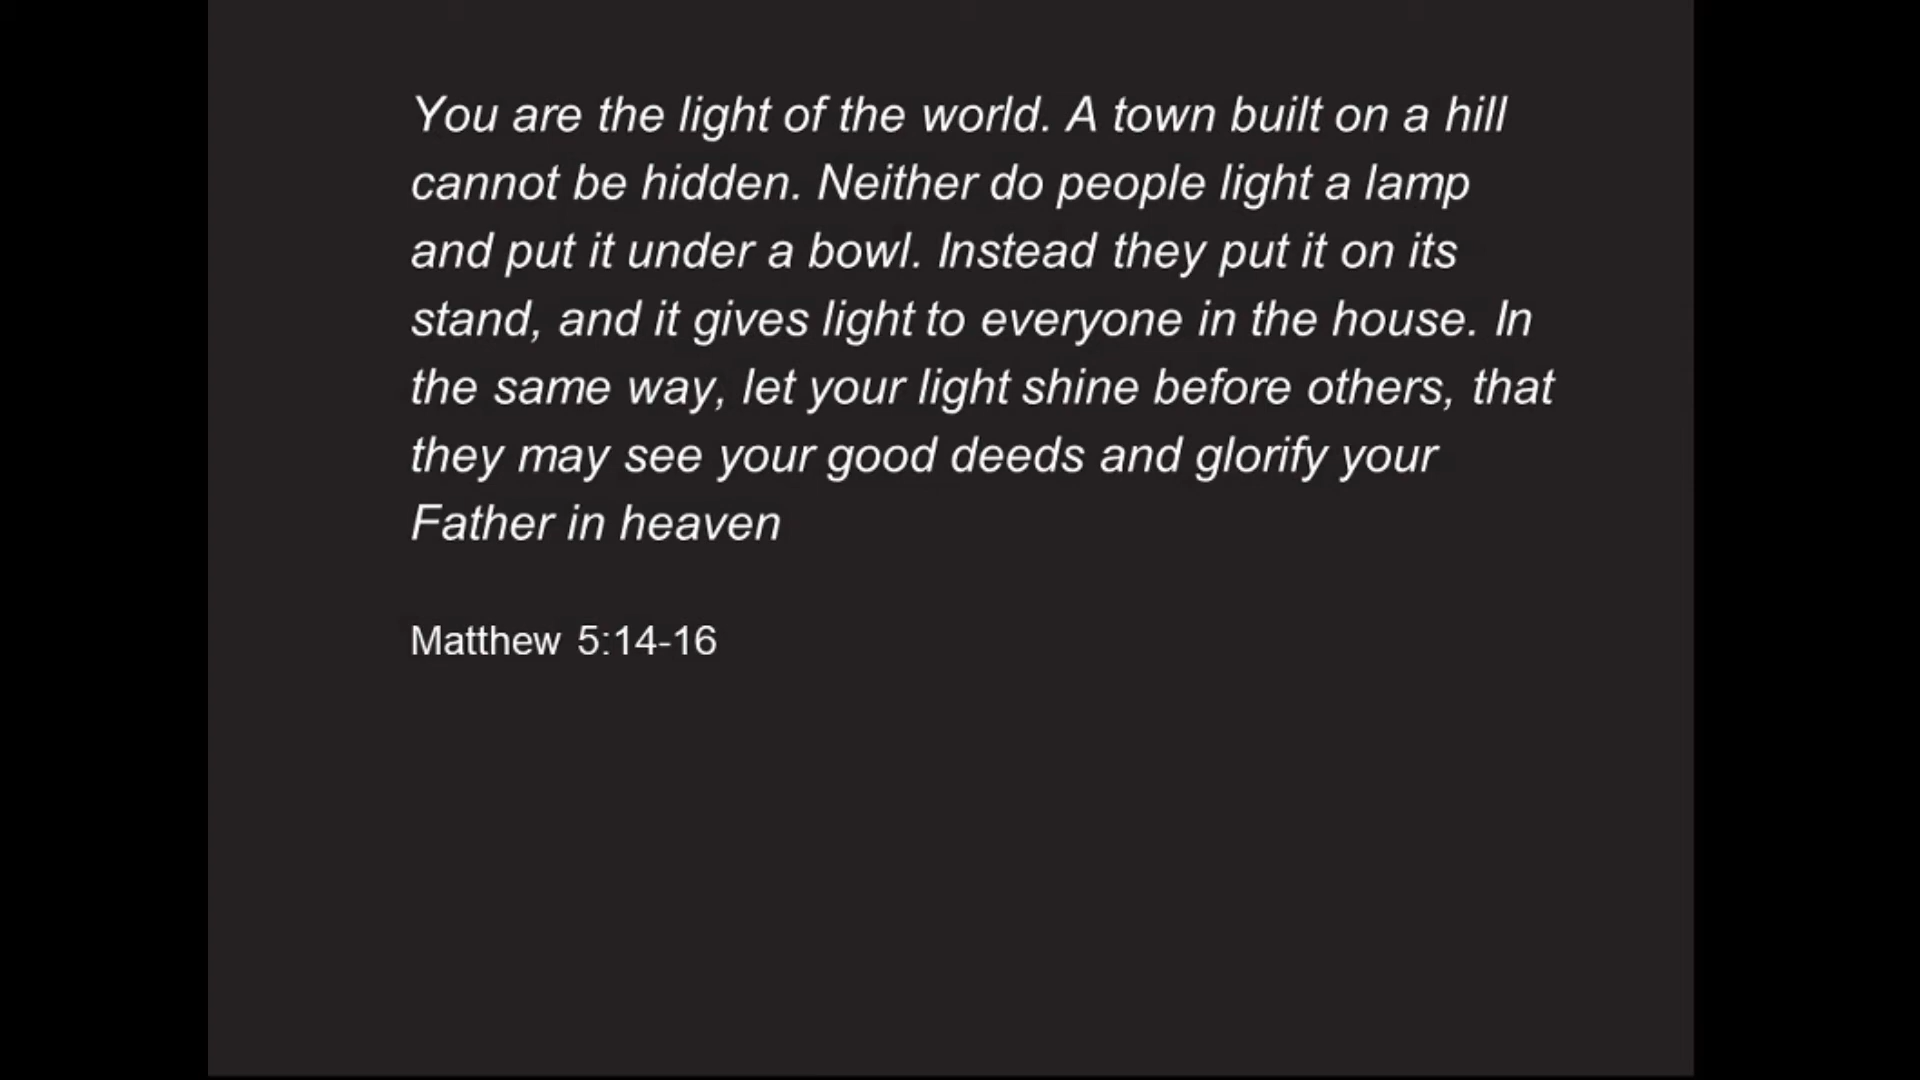 You are the light of the world. A town built on a hill
cannot be hidden. Neither do people light a lamp
and put it under a bowl. Instead they put it on its
stand, and it gives light to everyone in the house. In
the same way, let your light shine before others, that
they may see your good deeds and glorify your
Father in heaven
Matthew 5:14-16